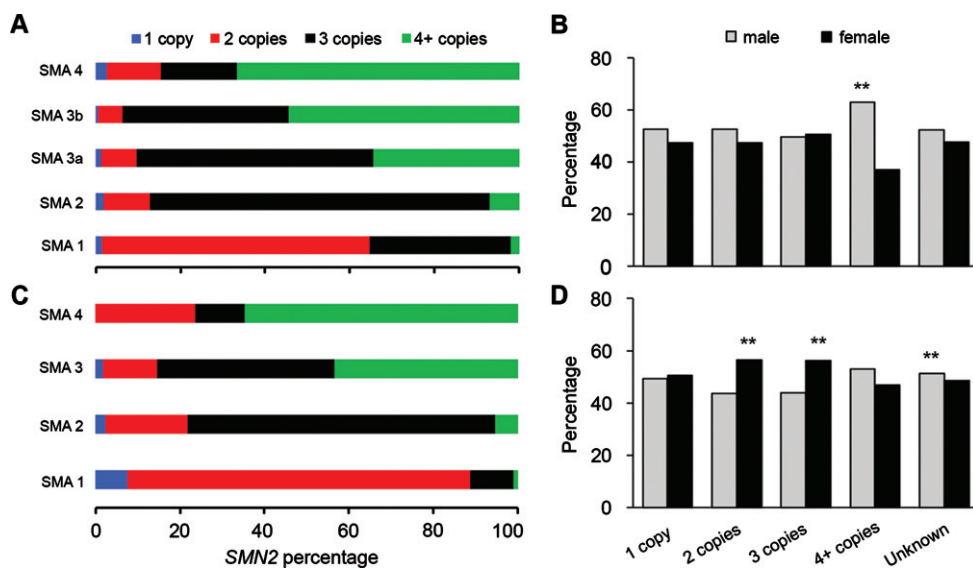 A
1 copy 2 copies 3 copies 4+ copies
SMA 4
SMA 3b
SMA 3a
SMA 2
SMA 1
C
SMA 4
SMA 3
SMA 2
SMA 1
0 20 40 60 80 100
SMN2 percentage
B
male female
80
60
40
20
0
Percentage
**
D
80
60
40
20
0
Percentage
** ** **
1 copy 2 copies 3 copies 4+ copies Unknown